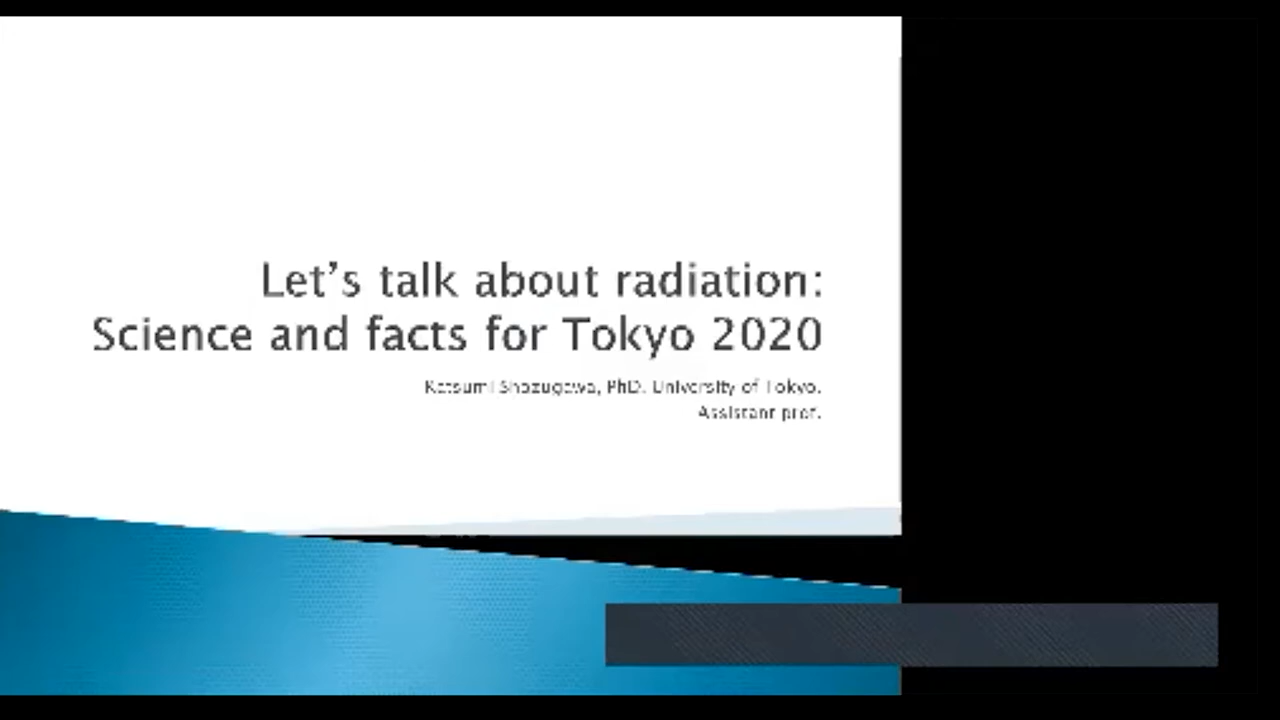 Let’s talk about radiation:
Science and facts for Tokyo 2020
Katsumi Shozugawa, PhD. University of Tokyo.
Assistant prof.